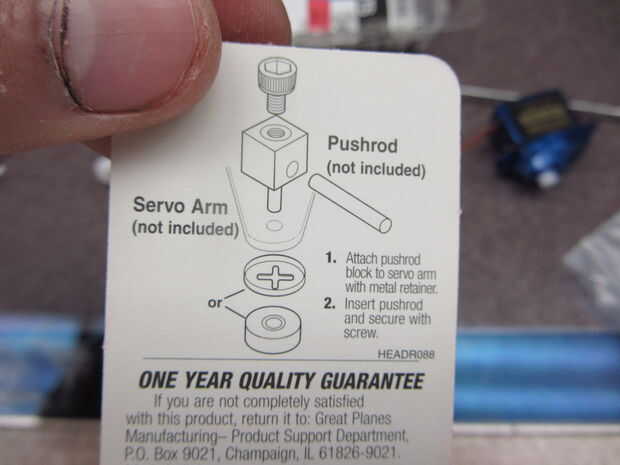 Pushrod
(not included)
Servo Arm
(not included)
1. Attach pushrod
block to servo arm
with metal retainer.
or
2. Insert pushrod
and secure with
screw.
HEADR088
ONE YEAR QUALITY GUARANTEE
If you are not completely satisfied
with this product, return it to: Great Planes
Manufacturing– Product Support Department,
P.O. Box 9021, Champaign, IL 61826-9021.